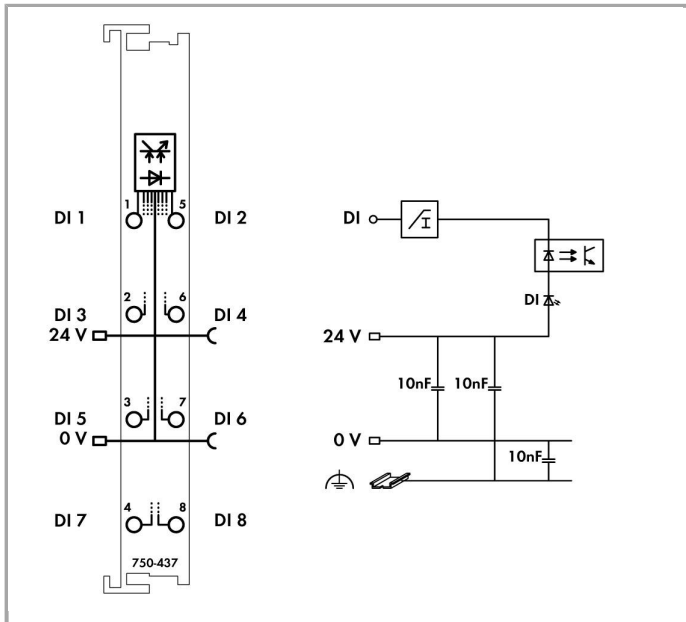 1 5
DI 1 DI 2
2 6
DI 3 DI 4
24 V
3 7
DI 5 DI 6
0 V
4 8
DI 7 DI 8
750-437
DI
I
DI
24 V
10nF 10nF
0 V
10nF